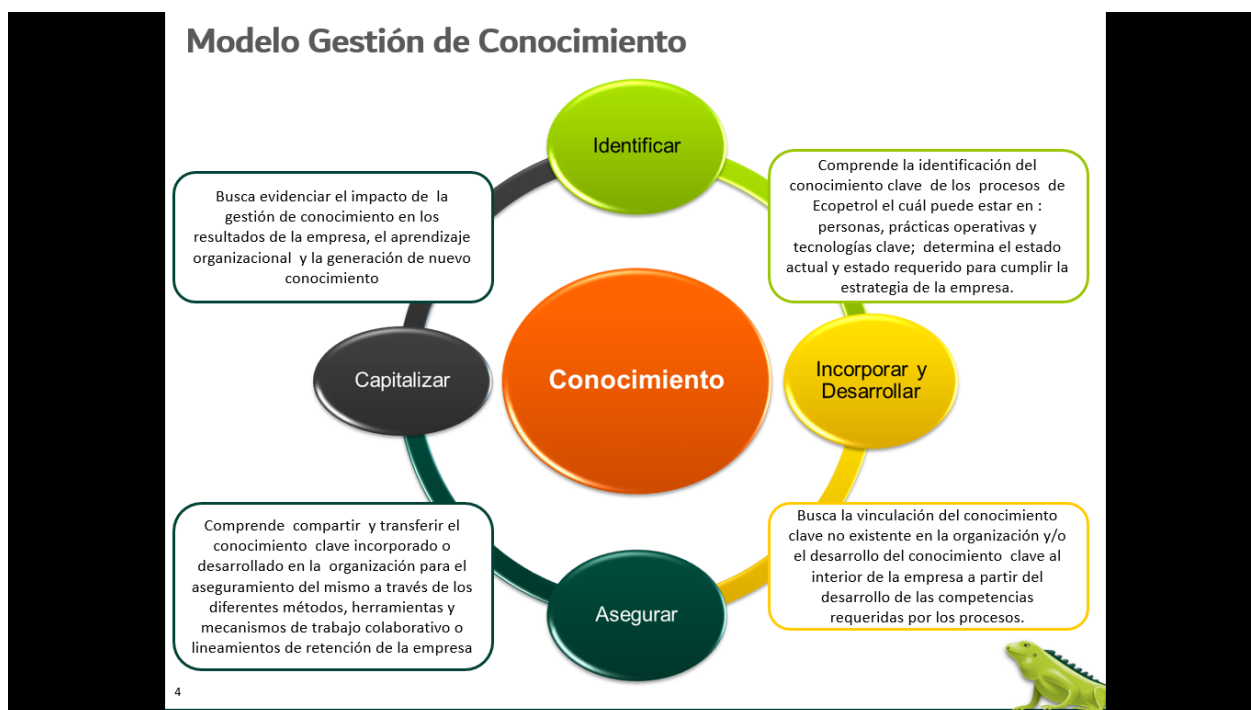 Modelo Gestión de Conocimiento
Identificar
Comprende la identificación del
conocimiento clave de los procesos de
Ecopetrol el cuál puede estar en :
personas, prácticas operativas y
tecnologías clave; determina el estado
actual y estado requerido para cumplir la
estrategia de la empresa.
Busca evidenciar el impacto de la
gestión de conocimiento en los
resultados de la empresa, el aprendizaje
organizacional y la generación de nuevo
conocimiento
Capitalizar
Conocimiento
Incorporar y
Desarrollar
Comprende compartir y transferir el
conocimiento clave incorporado o
desarrollado en la organización para el
aseguramiento del mismo a través de los
diferentes métodos, herramientas y
mecanismos de trabajo colaborativo o
lineamientos de retención de la empresa
Asegurar
Busca la vinculación del conocimiento
clave no existente en la organización y/o
el desarrollo del conocimiento clave al
interior de la empresa a partir del
desarrollo de las competencias
requeridas por los procesos.
4